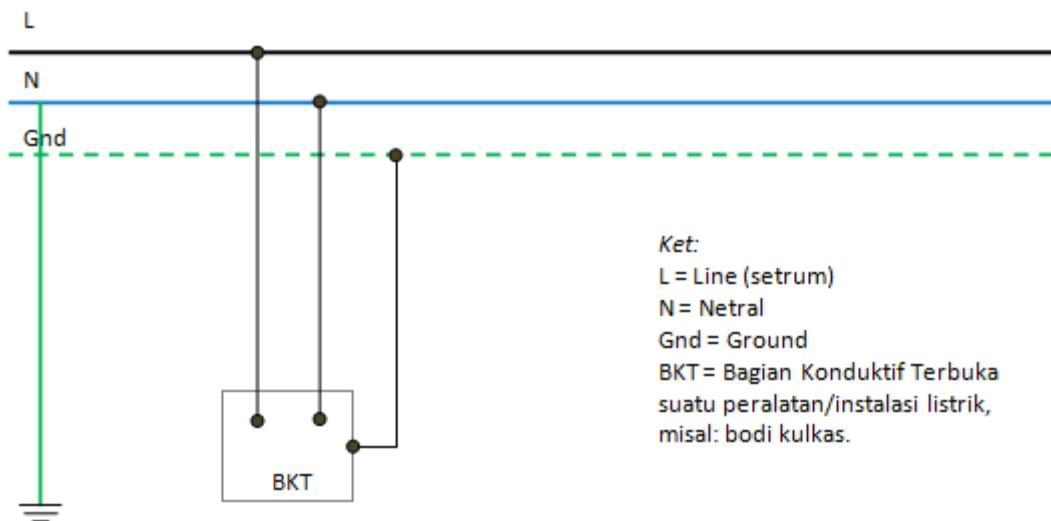 L
N
Gnd
Ket:
L = Line (setrum)
N = Netral
Gnd = Ground
BKT = Bagian Konduktif Terbuka
suatu peralatan/instalasi listrik,
misal: bodi kulkas.
BKT